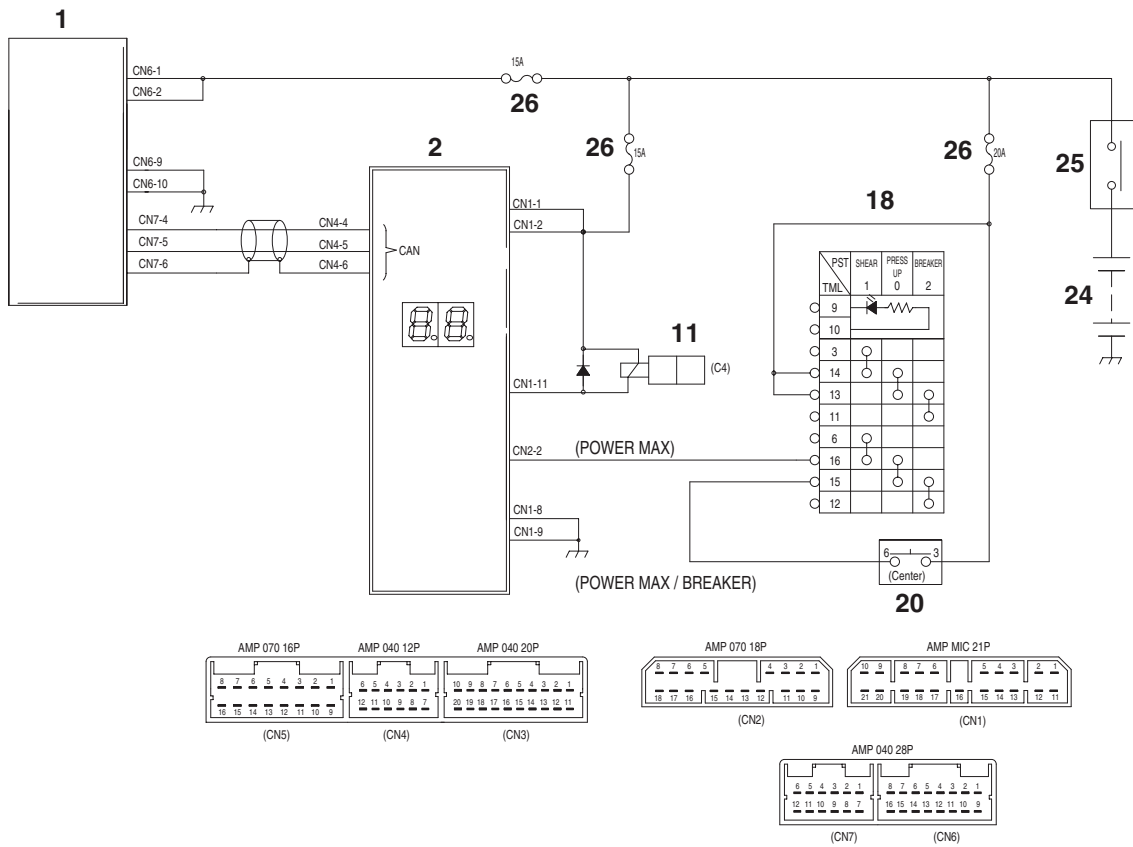 1
CN6-1
CN6-2
15A
26
CN6-9
CN6-10
2
26
15A
26
20A
25
18
CN7-4
CN7-5
CN7-6
CN4-4
CN4-5
CN4-6
CAN
CN1-1
CN1-2
88.
24
PST SHEAR PRESS UP BREAKER
TML 1 0 2
9
10
3
14
13
11
6
16
15
12
11
(C4)
CN1-11
CN2-2
(POWER MAX)
CN1-8
CN1-9
(POWER MAX / BREAKER)
6 3
(Center)
20
AMP 070 16P AMP 040 12P AMP 040 20P
8 7 6 5 4 3 2 1 6 5 4 3 2 1 10 9 8 7 6 5 4 3 2 1
16 15 14 13 12 11 10 9 12 11 10 9 8 7 20 19 18 17 16 15 14 13 12 11
(CN5) (CN4) (CN3)
AMP 070 18P AMP MIC 21P
8 7 6 5 4 3 2 1 10 9 8 7 6 5 4 3 2 1
18 17 16 15 14 13 12 11 10 9 21 20 19 18 17 16 15 14 13 12 11
(CN2) (CN1)
AMP 040 28P
6 5 4 3 2 1 8 7 6 5 4 3 2 1
12 11 10 9 8 7 16 15 14 13 12 11 10 9
(CN7) (CN6)